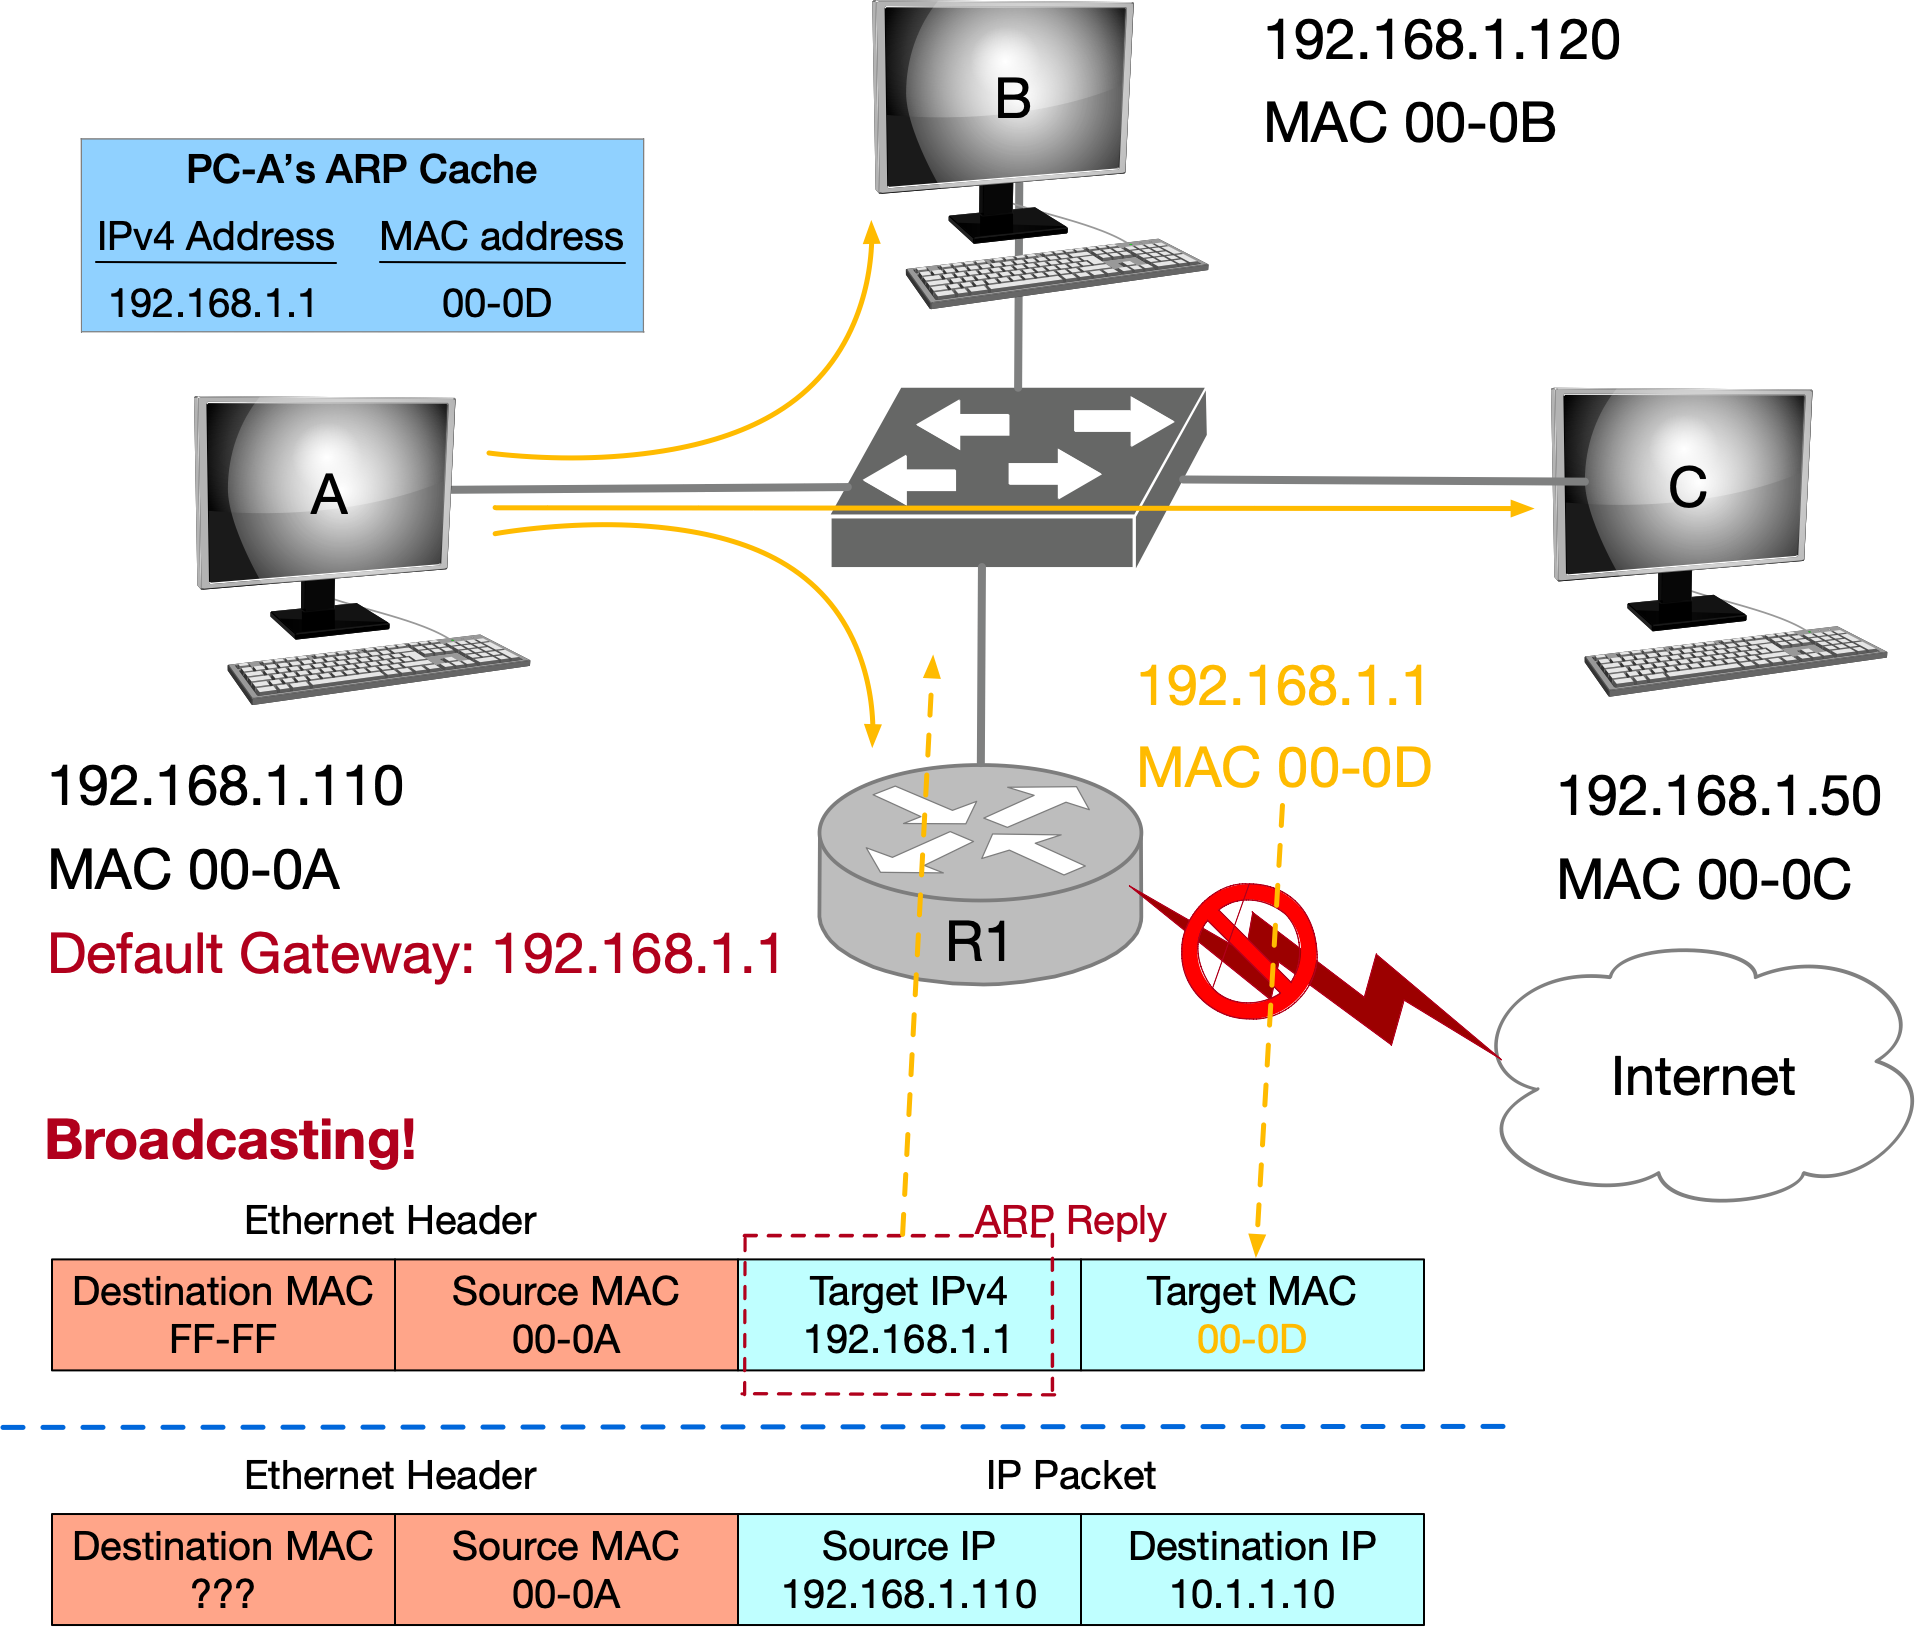 192.168.1.120
MAC 00-0B
B
PC-A’s ARP Cache
IPv4 Address MAC address
192.168.1.1 00-0D
A
C
192.168.1.110
MAC 00-0A
Default Gateway: 192.168.1.1
192.168.1.1
MAC 00-0D
192.168.1.50
MAC 00-0C
R1
Internet
Broadcasting!
Ethernet Header ARP Reply
Destination MAC Source MAC Target IPv4 Target MAC
FF-FF 00-0A 192.168.1.1 00-0D
Ethernet Header IP Packet
Destination MAC Source MAC Source IP Destination IP
??? 00-0A 192.168.1.110 10.1.1.10